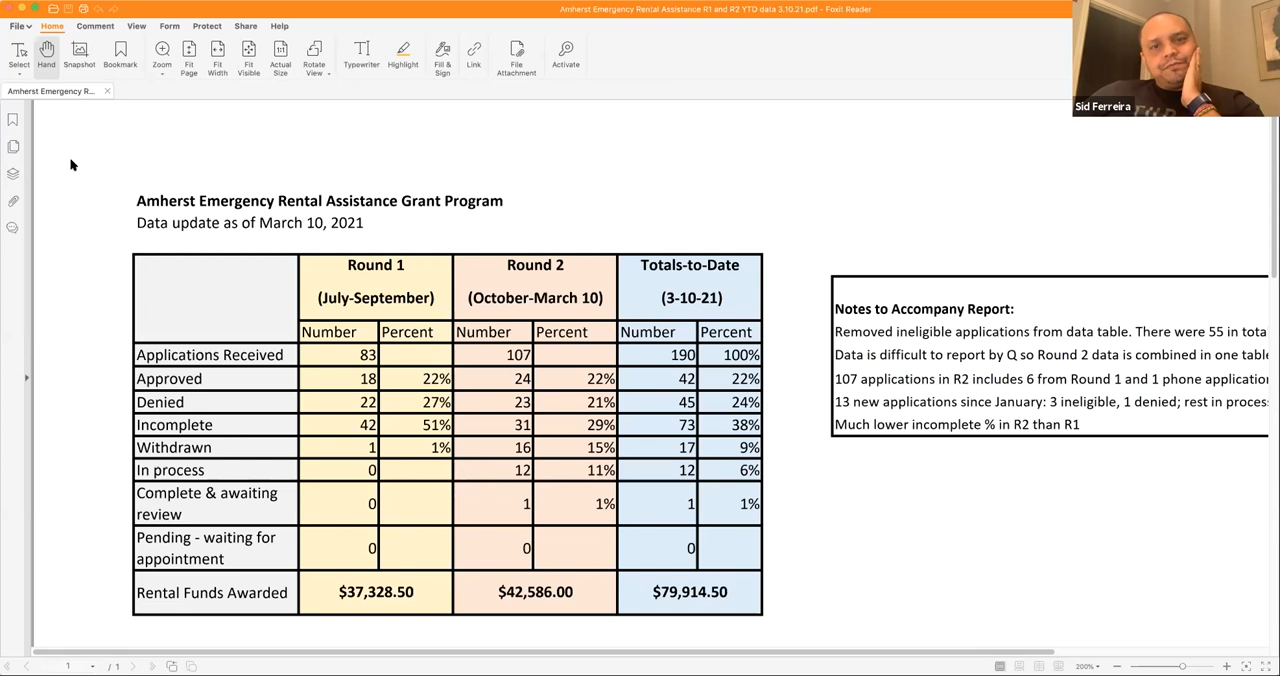 Amherst Emergency Rental Assistance R1 and R2 YTD data 3.10.21.pdf - Foxit Reader
File Home Comment View Form Protect Share Help
Select Hand Snapshot Bookmark Zoom Fit Page Fit Width Fit Visible Actual Size Rotate View Typewriter Highlight Fill & Sign Link File Attachment Activate
Sid Ferreira
Amherst Emergency R...
Amherst Emergency Rental Assistance Grant Program
Data update as of March 10, 2021
Round 1 Round 2 Totals-to-Date
(July-September) (October-March 10) (3-10-21)
Number Percent Number Percent Number Percent
Applications Received 83 107 190 100%
Approved 18 22% 24 22% 42 22%
Denied 22 27% 23 21% 45 24%
Incomplete 42 51% 31 29% 73 38%
Withdrawn 1 1% 16 15% 17 9%
In process 0 12 11% 12 6%
Complete & awaiting
review 0 1 1% 1 1%
Pending - waiting for
appointment 0 0 0
Rental Funds Awarded $37,328.50 $42,586.00 $79,914.50
Notes to Accompany Report:
Removed ineligible applications from data table. There were 55 in tota
Data is difficult to report by Q so Round 2 data is combined in one table
107 applications in R2 includes 6 from Round 1 and 1 phone application
13 new applications since January: 3 ineligible, 1 denied; rest in process
Much lower incomplete % in R2 than R1
1 / 1
200%